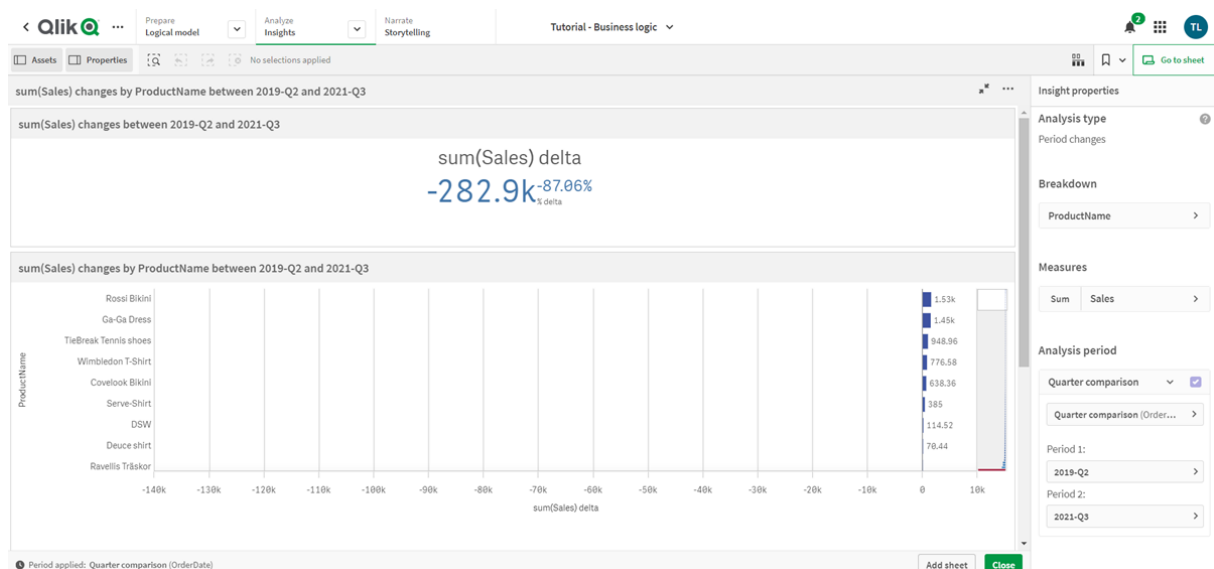 Qlik
Prepare
Logical model
Analyze
Insights
Narrate
Storytelling
Tutorial - Business logic
2
TL
Assets
Properties
No selections applied
Go to sheet
sum(Sales) changes by ProductName between 2019-Q2 and 2021-Q3
sum(Sales) changes between 2019-Q2 and 2021-Q3
sum(Sales) delta
-282.9k
-87.06%
% delta
sum(Sales) changes by ProductName between 2019-Q2 and 2021-Q3
ProductName
Rossi Bikini 1.53k
Ga-Ga Dress 1.45k
TieBreak Tennis shoes 948.96
Wimbledon T-Shirt 776.58
Covelook Bikini 638.36
Serve-Shirt 385
DSW 114.52
Deuce shirt 70.44
Ravellis Träskor
-140k -130k -120k -110k -100k -90k -80k -70k -60k -50k -40k -30k -20k -10k 0 10k
sum(Sales) delta
Period applied: Quarter comparison (OrderDate)
Add sheet
Close
Insight properties
Analysis type
?
Period changes
Breakdown
ProductName
Measures
Sum Sales
Analysis period
Quarter comparison
Quarter comparison (Order...
Period 1:
2019-Q2
Period 2:
2021-Q3